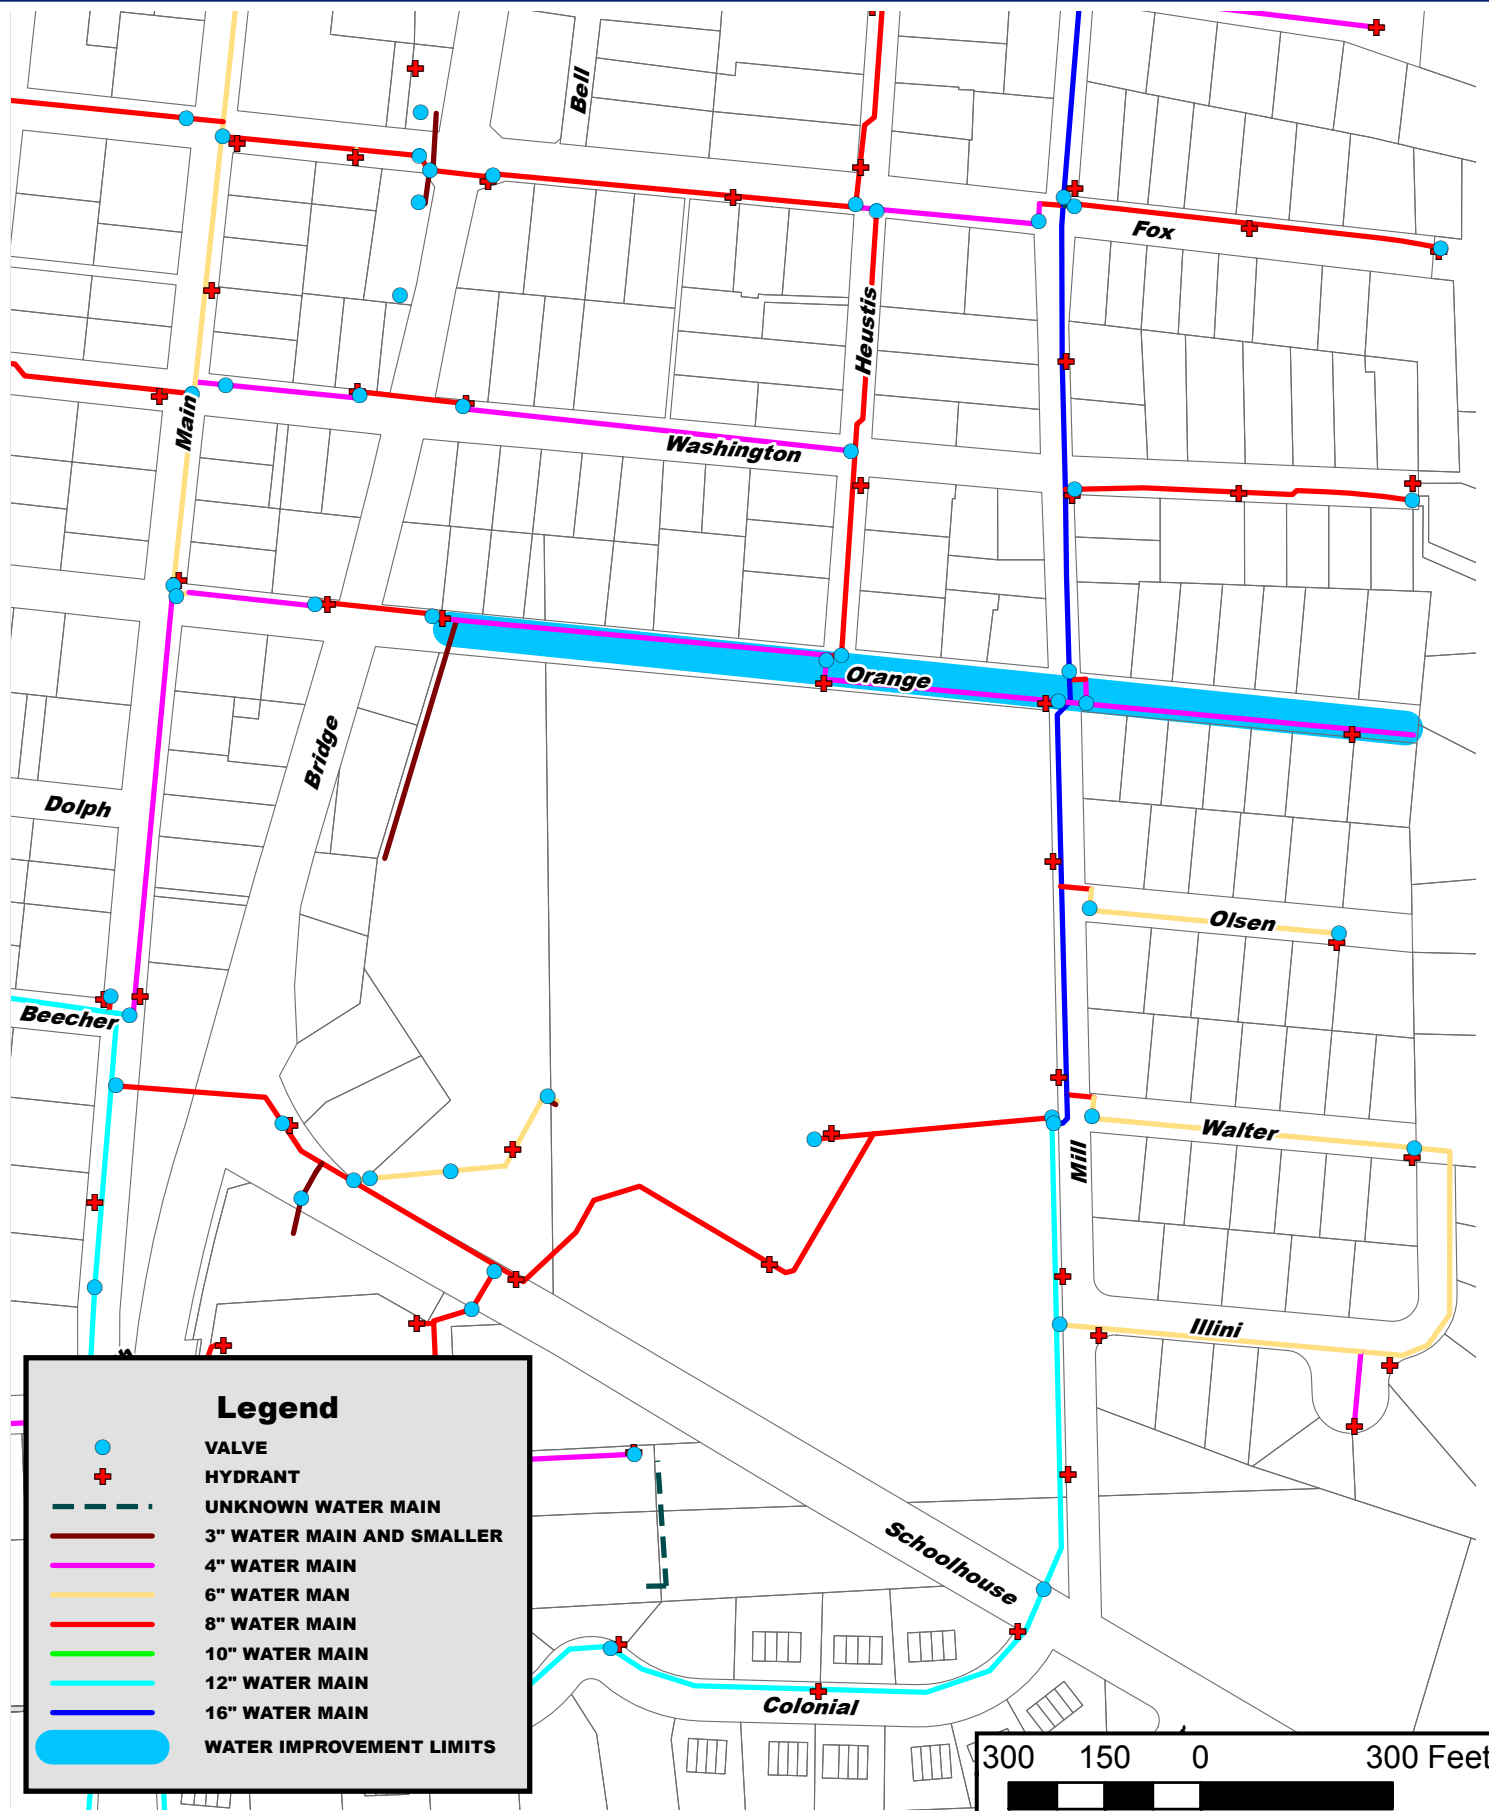 Bell
Fox
Heustis
Main
Washington
Orange
Bridge
Dolph
Olsen
Beecher
Walter
Mill
Illini
Legend
VALVE
HYDRANT
UNKNOWN WATER MAIN
3" WATER MAIN AND SMALLER
4" WATER MAIN
6" WATER MAN
8" WATER MAIN
10" WATER MAIN
12" WATER MAIN
16" WATER MAIN
WATER IMPROVEMENT LIMITS
Schoolhouse
Colonial
300 150 0 300 Feet